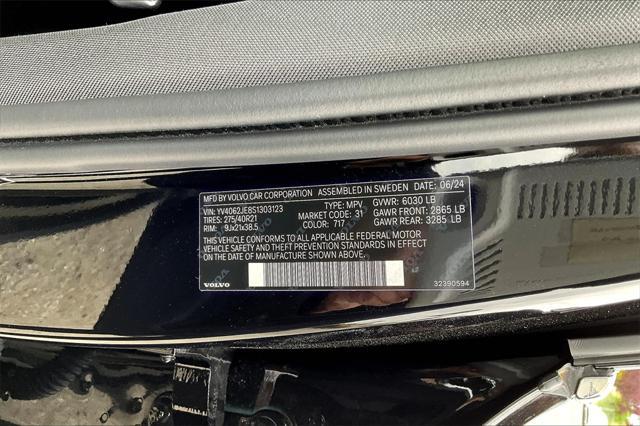 MFD BY VOLVO CAR CORPORATION ASSEMBLED IN SWEDEN DATE: 06/24
VIN: YV4062JE8S1303123 TYPE: MPV GVWR: 6030 LB
TIRES: 275/40R21 MARKET CODE: 31 GAWR FRONT: 2865 LB
RIM: 9Jx21x38.5 COLOR: 717 GAWR REAR: 3185 LB
THIS VEHICLE CONFORMS TO ALL APPLICABLE FEDERAL MOTOR
VEHICLE SAFETY AND THEFT PREVENTION STANDARDS IN EFFECT
ON THE DATE OF MANUFACTURE SHOWN ABOVE.
VOLVO 32390594